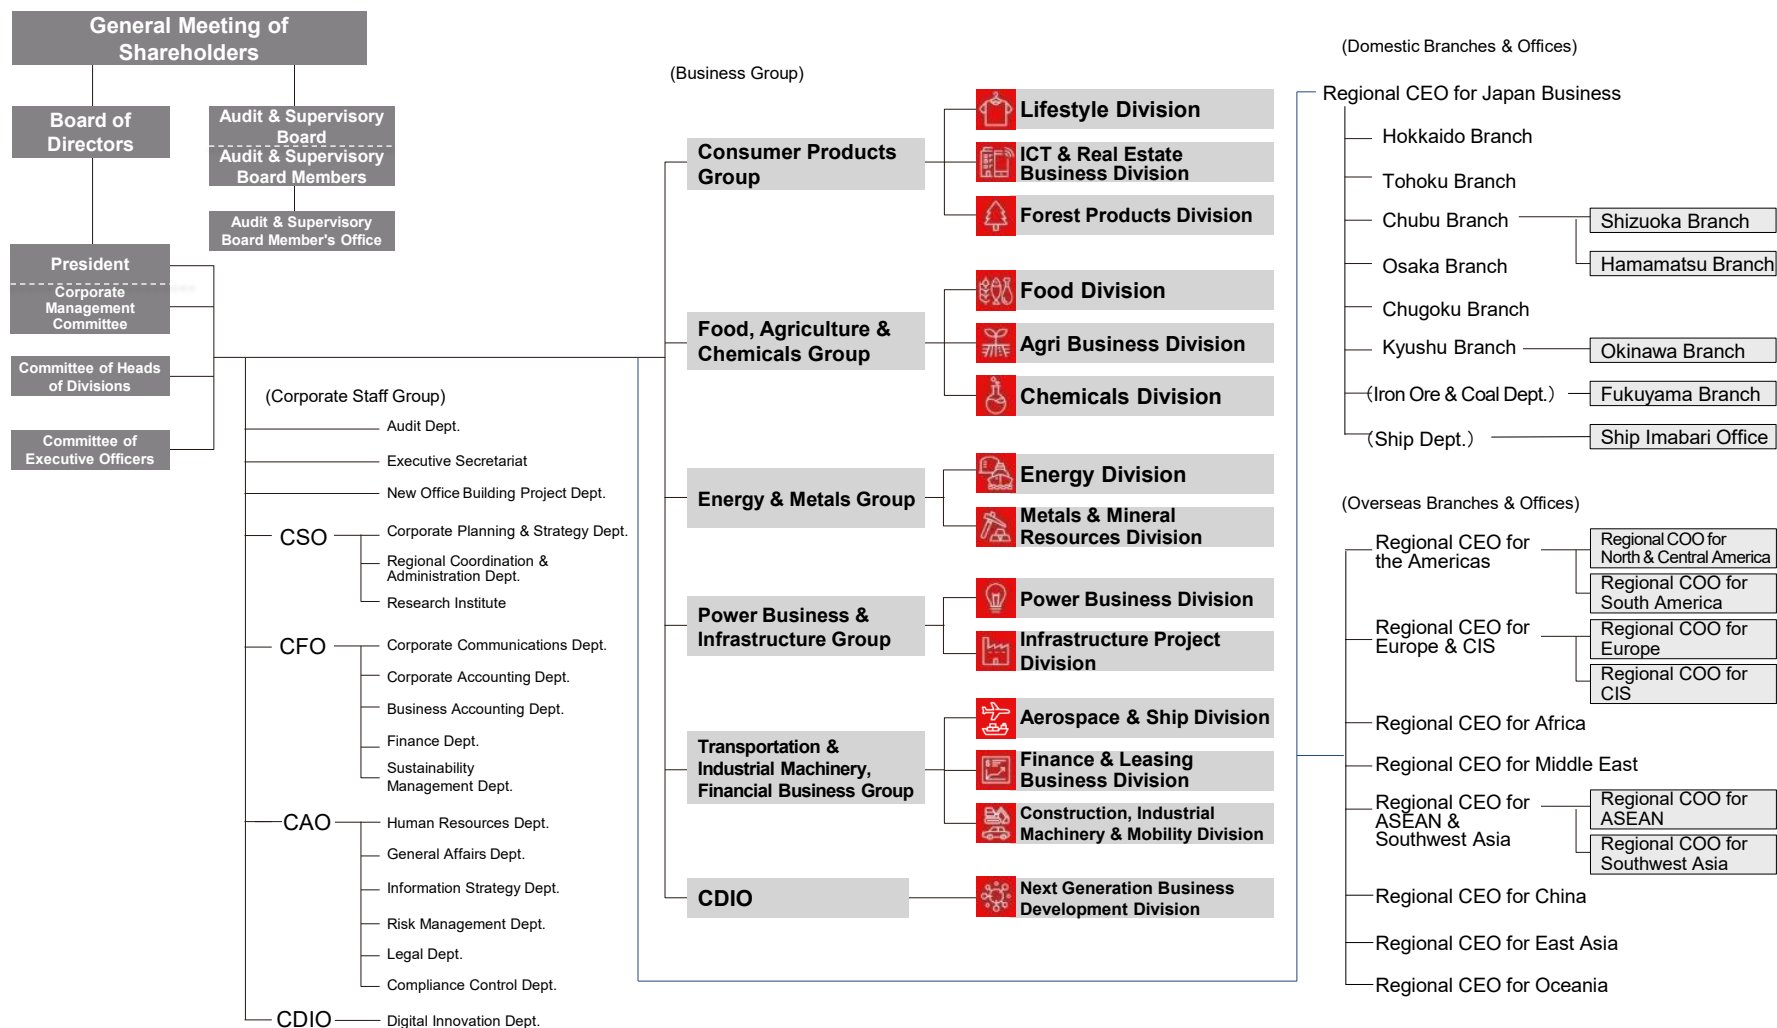 General Meeting of
Shareholders
Board of
Directors
Audit & Supervisory
Board
Audit & Supervisory
Board Members
Audit & Supervisory
Board Member's Office
President
Corporate
Management
Committee
Committee of Heads
of Divisions
Committee of
Executive Officers
(Corporate Staff Group)
Audit Dept.
Executive Secretariat
New Office Building Project Dept.
CSO
Corporate Planning & Strategy Dept.
Regional Coordination &
Administration Dept.
Research Institute
CFO
Corporate Communications Dept.
Corporate Accounting Dept.
Business Accounting Dept.
Finance Dept.
Sustainability
Management Dept.
CAO
Human Resources Dept.
General Affairs Dept.
Information Strategy Dept.
Risk Management Dept.
Legal Dept.
Compliance Control Dept.
CDIO
Digital Innovation Dept.
(Business Group)
Consumer Products
Group
Lifestyle Division
ICT & Real Estate
Business Division
Forest Products Division
Food, Agriculture &
Chemicals Group
Food Division
Agri Business Division
Chemicals Division
Energy & Metals Group
Energy Division
Metals & Mineral
Resources Division
Power Business &
Infrastructure Group
Power Business Division
Infrastructure Project
Division
Transportation &
Industrial Machinery,
Financial Business Group
Aerospace & Ship Division
Finance & Leasing
Business Division
Construction, Industrial
Machinery & Mobility Division
CDIO
Next Generation Business
Development Division
(Domestic Branches & Offices)
Regional CEO for Japan Business
Hokkaido Branch
Tohoku Branch
Chubu Branch
Shizuoka Branch
Hamamatsu Branch
Osaka Branch
Chugoku Branch
Kyushu Branch
Okinawa Branch
(Iron Ore & Coal Dept.)
Fukuyama Branch
(Ship Dept.)
Ship Imabari Office
(Overseas Branches & Offices)
Regional CEO for
the Americas
Regional COO for
North & Central America
Regional COO for
South America
Regional CEO for
Europe & CIS
Regional COO for
Europe
Regional COO for
CIS
Regional CEO for Africa
Regional CEO for Middle East
Regional CEO for
ASEAN &
Southwest Asia
Regional COO for
ASEAN
Regional COO for
Southwest Asia
Regional CEO for China
Regional CEO for East Asia
Regional CEO for Oceania